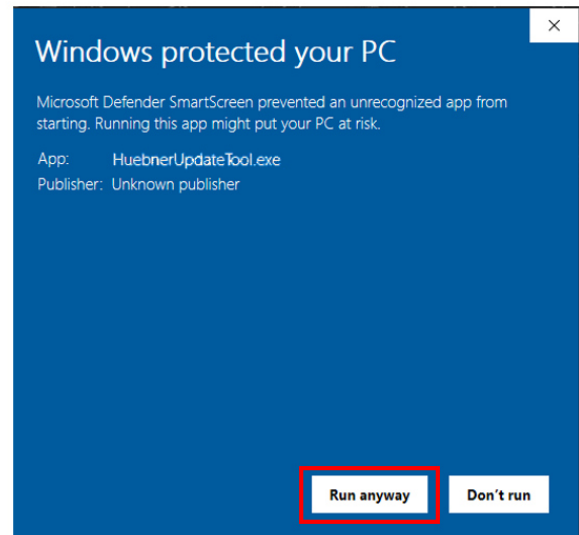 Windows protected your PC
Microsoft Defender SmartScreen prevented an unrecognized app from
starting. Running this app might put your PC at risk.
App: HuebnerUpdateTool.exe
Publisher: Unknown publisher
Run anyway Don't run